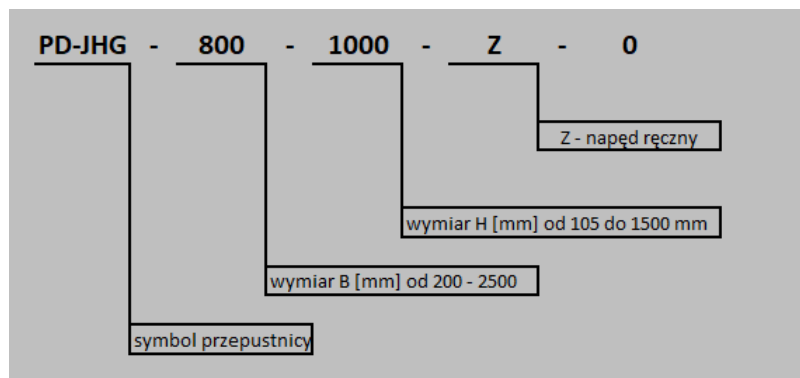 PD-JHG - 800 - 1000 - Z - 0
Z - napęd ręczny
wymiar H [mm] od 105 do 1500 mm
wymiar B [mm] od 200 - 2500
symbol przepustnicy